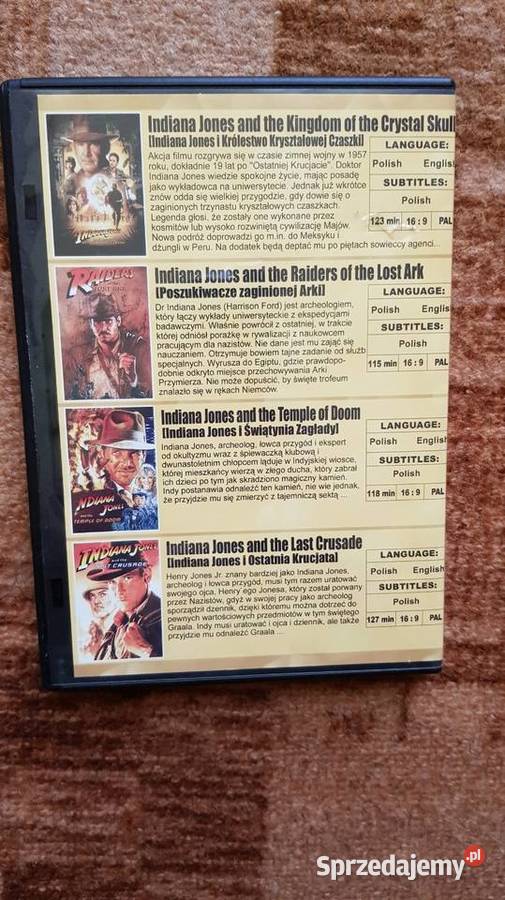 Indiana Jones and the Kingdom of the Crystal Skull
[Indiana Jones i Królestwo Kryształowej Czaszki]
Akcja filmu rozgrywa się w czasie zimnej wojny w 1957
roku, dokładnie 19 lat po "Ostatniej Krucjacie". Doktor
Indiana Jones wiedzie spokojne życie, mając posadę
jako wykładowca na uniwersytecie. Jednak już wkrótce
znów odda się wielkiej przygodzie, gdy dowie się o
zaginionych trzynastu kryształowych czaszkach.
Legenda głosi, że zostały one wykonane przez
kosmitów lub wysoko rozwiniętą cywilizację Majów.
Nowa podróż doprowadzi go m.in. do Meksyku i
dżungli w Peru. Na dodatek będą deptać mu po piętach sowieccy agenci...
LANGUAGE:
Polish English
SUBTITLES:
Polish
123 min 16 : 9 PAL
RAIDERS
Indiana Jones and the Raiders of the Lost Ark
[Poszukiwacze zaginionej Arki]
Dr Indiana Jones (Harrison Ford) jest archeologiem,
który łączy wykłady uniwersyteckie z ekspedycjami
badawczymi. Właśnie powrócił z ostatniej, w trakcie
której odniósł porażkę w rywalizacji z naukowcem
pracującym dla nazistów. Nie dane jest mu zająć się
nauczaniem. Otrzymuje bowiem tajne zadanie od służb
specjalnych. Wyrusza do Egiptu, gdzie prawdopo-
dobnie odkryto miejsce przechowywania Arki
Przymierza. Nie może dopuścić, by święte trofeum
znalazło się w rękach Niemców.
LANGUAGE:
Polish Englis
SUBTITLES:
Polish
115 min 16 : 9 PAL
INDIANA JONES
TEMPLE OF DOOM
Indiana Jones and the Temple of Doom
[Indiana Jones i Świątynia Zagłady]
Indiana Jones, archeolog, łowca przygód i ekspert
od okultyzmu wraz z śpiewaczką klubową i
dwunastoletnim chłopcem ląduje w Indyjskiej wiosce,
której mieszkańcy wierzą w złego ducha, który zabrał
ich dzieci po tym jak skradziono magiczny kamień.
Indy postanawia odnaleźć ten kamień, nie wie jednak,
że przyjdzie mu się zmierzyć z tajemniczą sektą ...
LANGUAGE:
Polish English
SUBTITLES:
Polish
118 min 16 : 9 PAL
INDIANA JONES
LAST CRUSADE
Indiana Jones and the Last Crusade
[Indiana Jones i Ostatnia Krucjata]
Henry Jones Jr. znany bardziej jako Indiana Jones,
archeolog i łowca przygód, musi tym razem uratować
swojego ojca, Henry'ego Jonesa, który został porwany
przez Nazistów, gdyż w swojej pracy jako archeolog
sporządził dziennik, dzięki któremu można dotrzeć do
pewnych wartościowych przedmiotów w tym świętego
Graala. Indy musi uratować i ojca i dziennik, ale także
przyjdzie mu odnaleźć Graala ...
LANGUAGE:
Polish English
SUBTITLES:
Polish
127 min 16 : 9 PAL
Sprzedajemy.pl